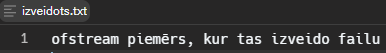 izveidots.txt
1 ofstream piemērs, kur tas izveido failu